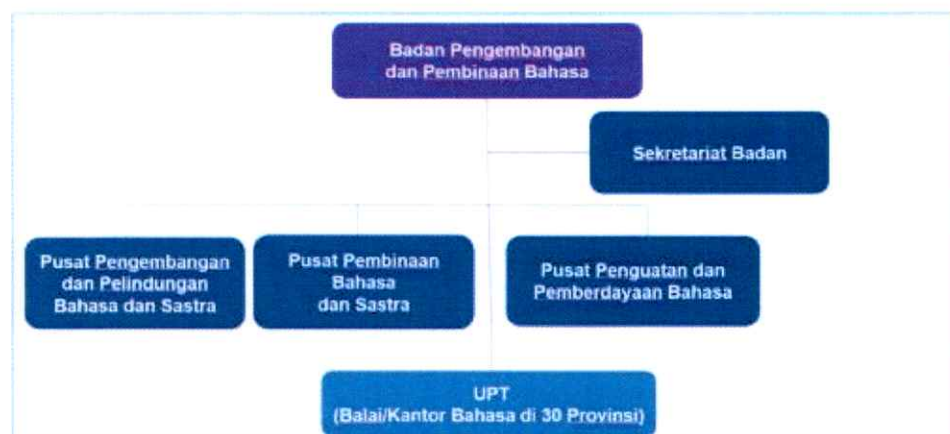 Badan Pengembangan
dan Pembinaan Bahasa
Sekretariat Badan
Pusat Pengembangan
dan Pelindungan
Bahasa dan Sastra
Pusat Pembinaan
Bahasa
dan Sastra
Pusat Penguatan dan
Pemberdayaan Bahasa
UPT
(Balai/Kantor Bahasa di 30 Provinsi)